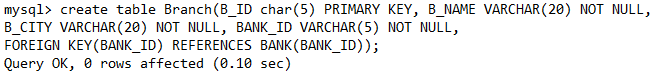 mysql> create table Branch(B_ID char(5) PRIMARY KEY, B_NAME VARCHAR(20) NOT NULL,
B_CITY VARCHAR(20) NOT NULL, BANK_ID VARCHAR(5) NOT NULL,
FOREIGN KEY(BANK_ID) REFERENCES BANK(BANK_ID));
Query OK, 0 rows affected (0.10 sec)